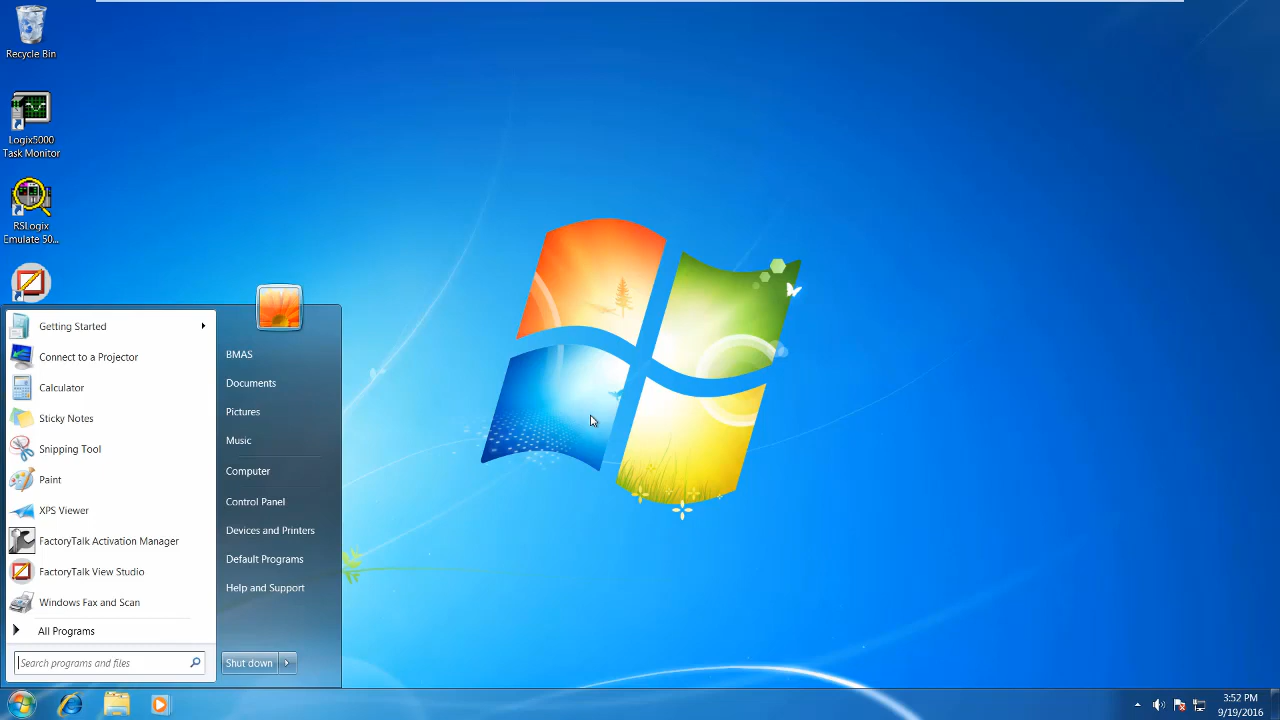 Recycle Bin
Logix5000
Task Monitor
RSLogix
Emulate 50...
Getting Started
Connect to a Projector
Calculator
Sticky Notes
Snipping Tool
Paint
XPS Viewer
FactoryTalk Activation Manager
FactoryTalk View Studio
Windows Fax and Scan
All Programs
Search programs and files
BMAS
Documents
Pictures
Music
Computer
Control Panel
Devices and Printers
Default Programs
Help and Support
Shut down
3:52 PM
9/19/2016